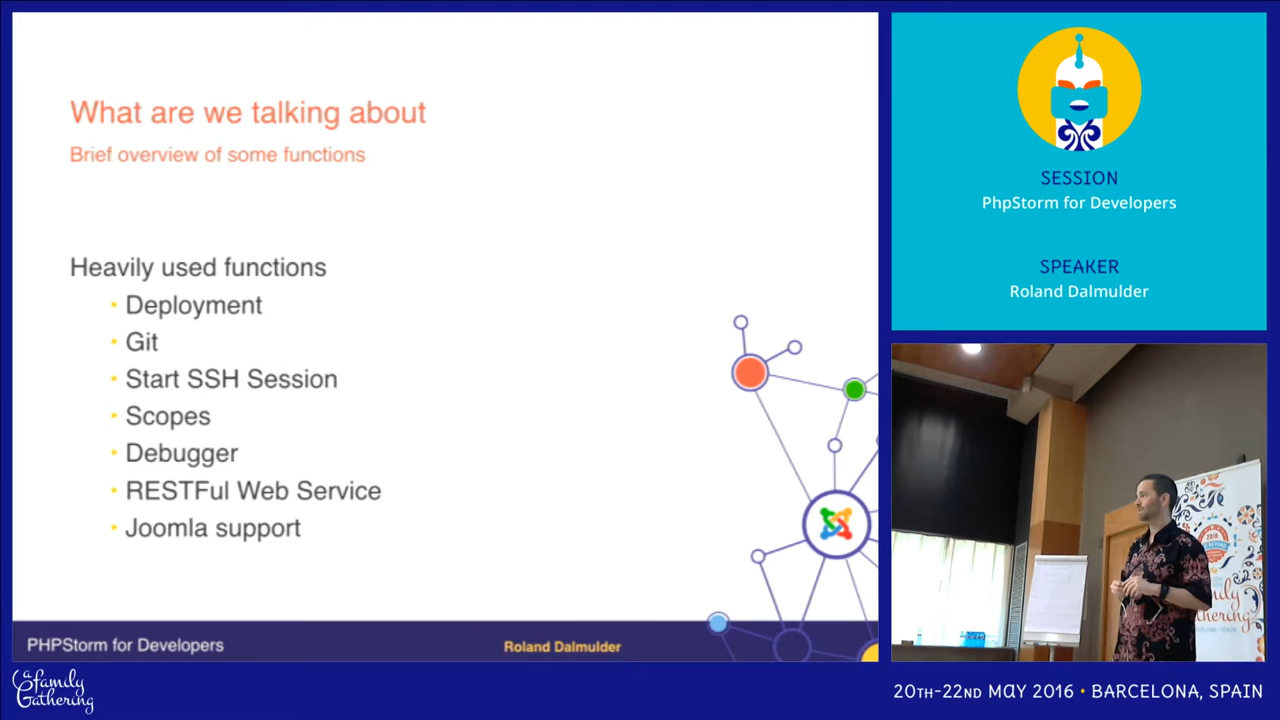 What are we talking about
Brief overview of some functions
Heavily used functions
• Deployment
• Git
• Start SSH Session
• Scopes
• Debugger
• RESTFul Web Service
• Joomla support
PHPStorm for Developers
Roland Dalmulder
SESSION
PhpStorm for Developers
SPEAKER
Roland Dalmulder
2016
Gathering
a
family
Gathering
20TH-22ND MAY 2016 • BARCELONA, SPAIN